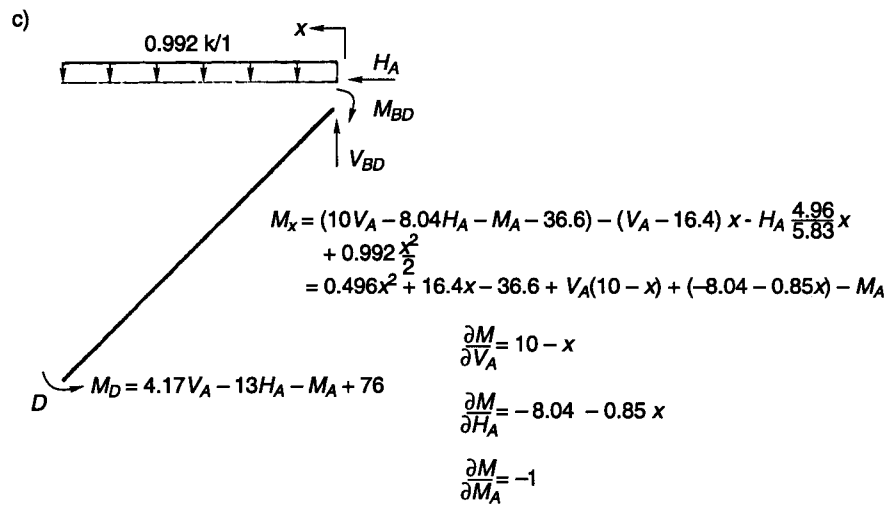 c)
x
0.992 k/1
H_A
M_BD
V_BD
M_x = (10V_A – 8.04H_A – M_A – 36.6) – (V_A – 16.4) x - H_A 4.96/5.83 x
+ 0.992 x²/2
= 0.496x² + 16.4x – 36.6 + V_A(10 – x) + (–8.04 – 0.85x) – M_A
∂M/∂V_A = 10 – x
D M_D = 4.17V_A – 13H_A – M_A + 76
∂M/∂H_A = – 8.04 – 0.85 x
∂M/∂M_A = –1